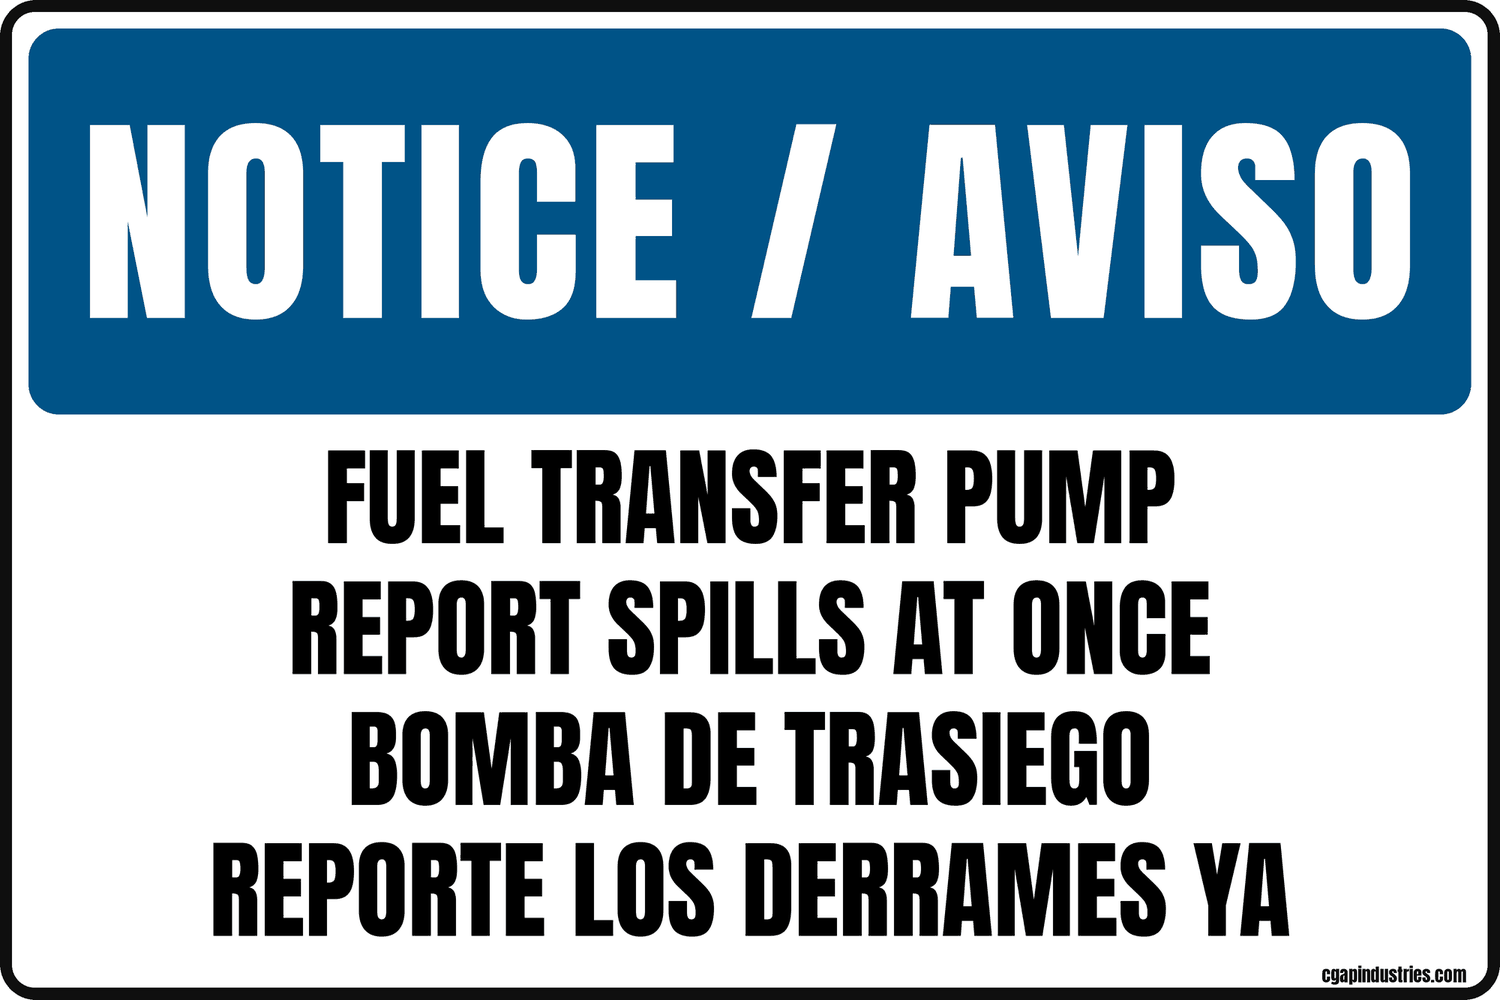 NOTICE / AVISO
FUEL TRANSFER PUMP
REPORT SPILLS AT ONCE
BOMBA DE TRASIEGO
REPORTE LOS DERRAMES YA
cgapindustries.com